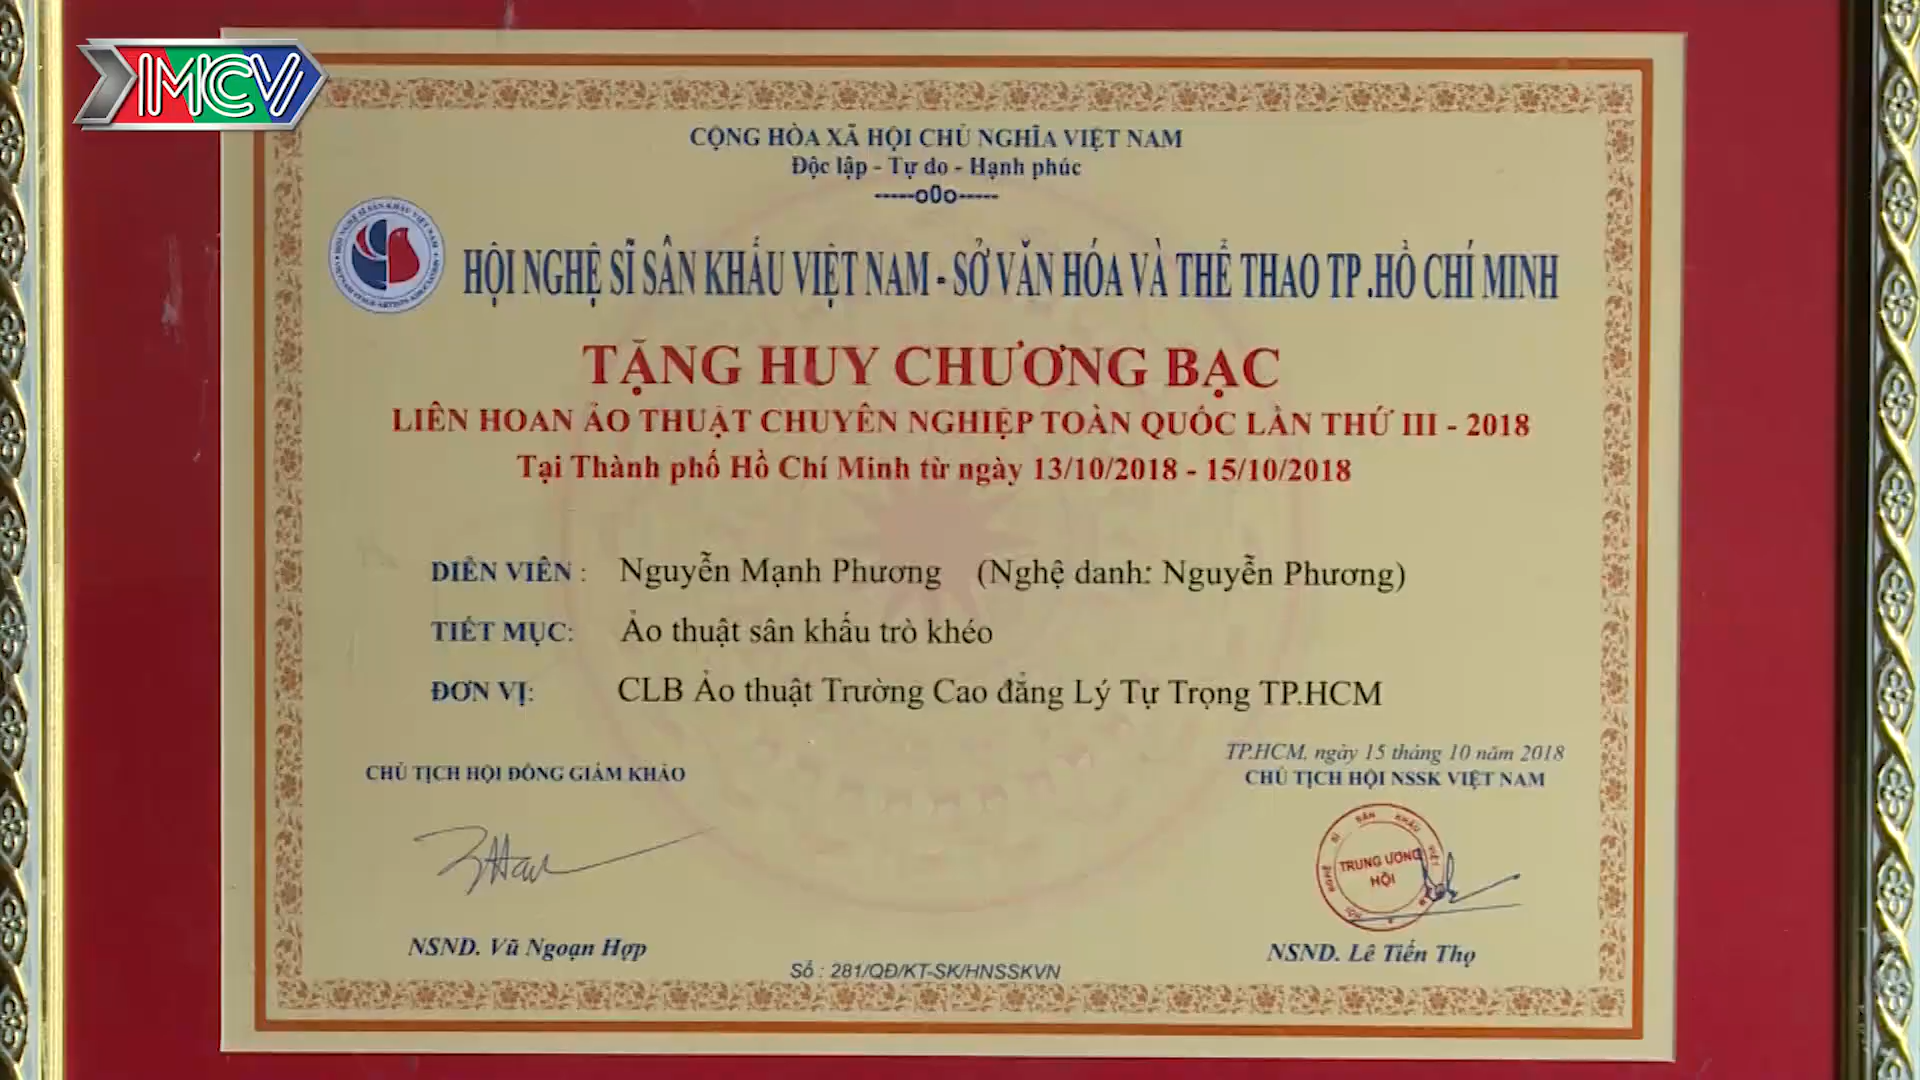 MCV
CỘNG HÒA XÃ HỘI CHỦ NGHĨA VIỆT NAM
Độc lập - Tự do - Hạnh phúc
-----o0o-----
HỘI NGHỆ SĨ SÂN KHẤU VIỆT NAM - SỞ VĂN HÓA VÀ THỂ THAO TP.HỒ CHÍ MINH
TẶNG HUY CHƯƠNG BẠC
LIÊN HOAN ẢO THUẬT CHUYÊN NGHIỆP TOÀN QUỐC LẦN THỨ III - 2018
Tại Thành phố Hồ Chí Minh từ ngày 13/10/2018 - 15/10/2018
DIỄN VIÊN : Nguyễn Mạnh Phương (Nghệ danh: Nguyễn Phương)
TIẾT MỤC: Ảo thuật sân khấu trò khéo
ĐƠN VỊ: CLB Ảo thuật Trường Cao đẳng Lý Tự Trọng TP.HCM
TP.HCM, ngày 15 tháng 10 năm 2018
CHỦ TỊCH HỘI ĐỒNG GIÁM KHẢO
CHỦ TỊCH HỘI NSSK VIỆT NAM
TRUNG ƯƠNG
HỘI
NSND. Vũ Ngoạn Hợp
NSND. Lê Tiến Thọ
Số : 281/QĐ/KT-SK/HNSSKVN